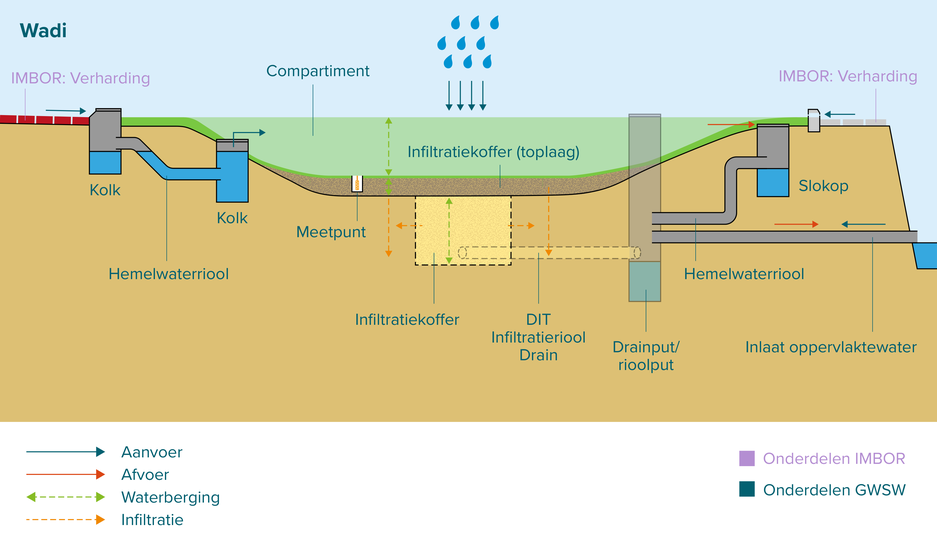 Wadi
IMBOR: Verharding
Compartiment
IMBOR: Verharding
Infiltratiekoffer (toplaag)
Kolk
Kolk
Slokop
Meetpunt
Hemelwaterriool
Hemelwaterriool
Infiltratiekoffer
DIT
Infiltratieriool
Drain
Drainput/
rioolput
Inlaat oppervlaktewater
Aanvoer
Afvoer
Waterberging
Infiltratie
Onderdelen IMBOR
Onderdelen GWSW